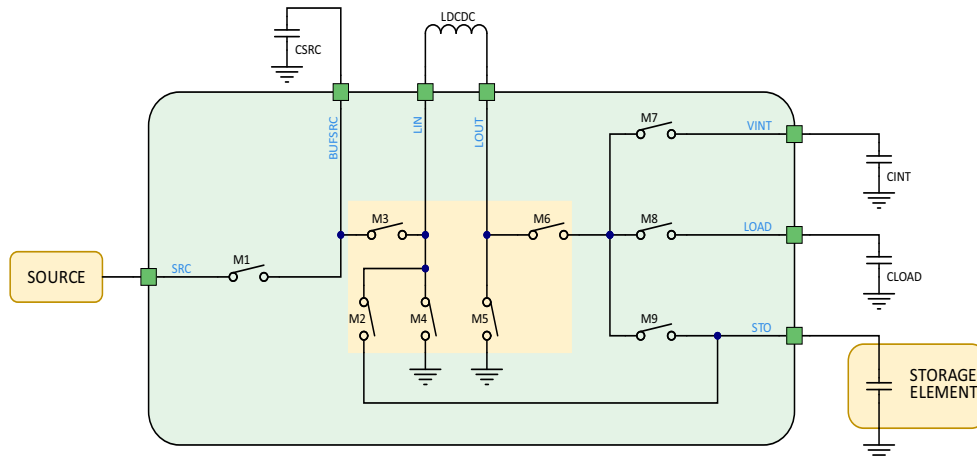 LDCDC
CSRC
BUFSRC
LIN
LOUT
M7
VINT
CINT
M3
M6
M8
LOAD
CLOAD
SOURCE
SRC
M1
M2
M4
M5
M9
STO
STORAGE
ELEMENT